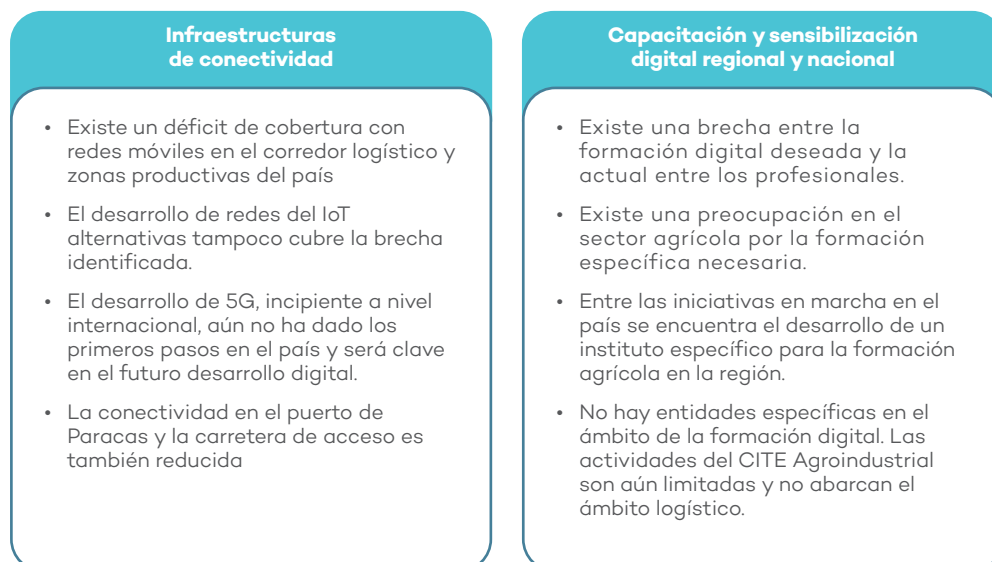 Infraestructuras
de conectividad
• Existe un déficit de cobertura con
redes móviles en el corredor logístico y
zonas productivas del país
• El desarrollo de redes del IoT
alternativas tampoco cubre la brecha
identificada.
• El desarrollo de 5G, incipiente a nivel
internacional, aún no ha dado los
primeros pasos en el país y será clave
en el futuro desarrollo digital.
• La conectividad en el puerto de
Paracas y la carretera de acceso es
también reducida
Capacitación y sensibilización
digital regional y nacional
• Existe una brecha entre la
formación digital deseada y la
actual entre los profesionales.
• Existe una preocupación en el
sector agrícola por la formación
específica necesaria.
• Entre las iniciativas en marcha en el
país se encuentra el desarrollo de un
instituto específico para la formación
agrícola en la región.
• No hay entidades específicas en el
ámbito de la formación digital. Las
actividades del CITE Agroindustrial
son aún limitadas y no abarcan el
ámbito logístico.